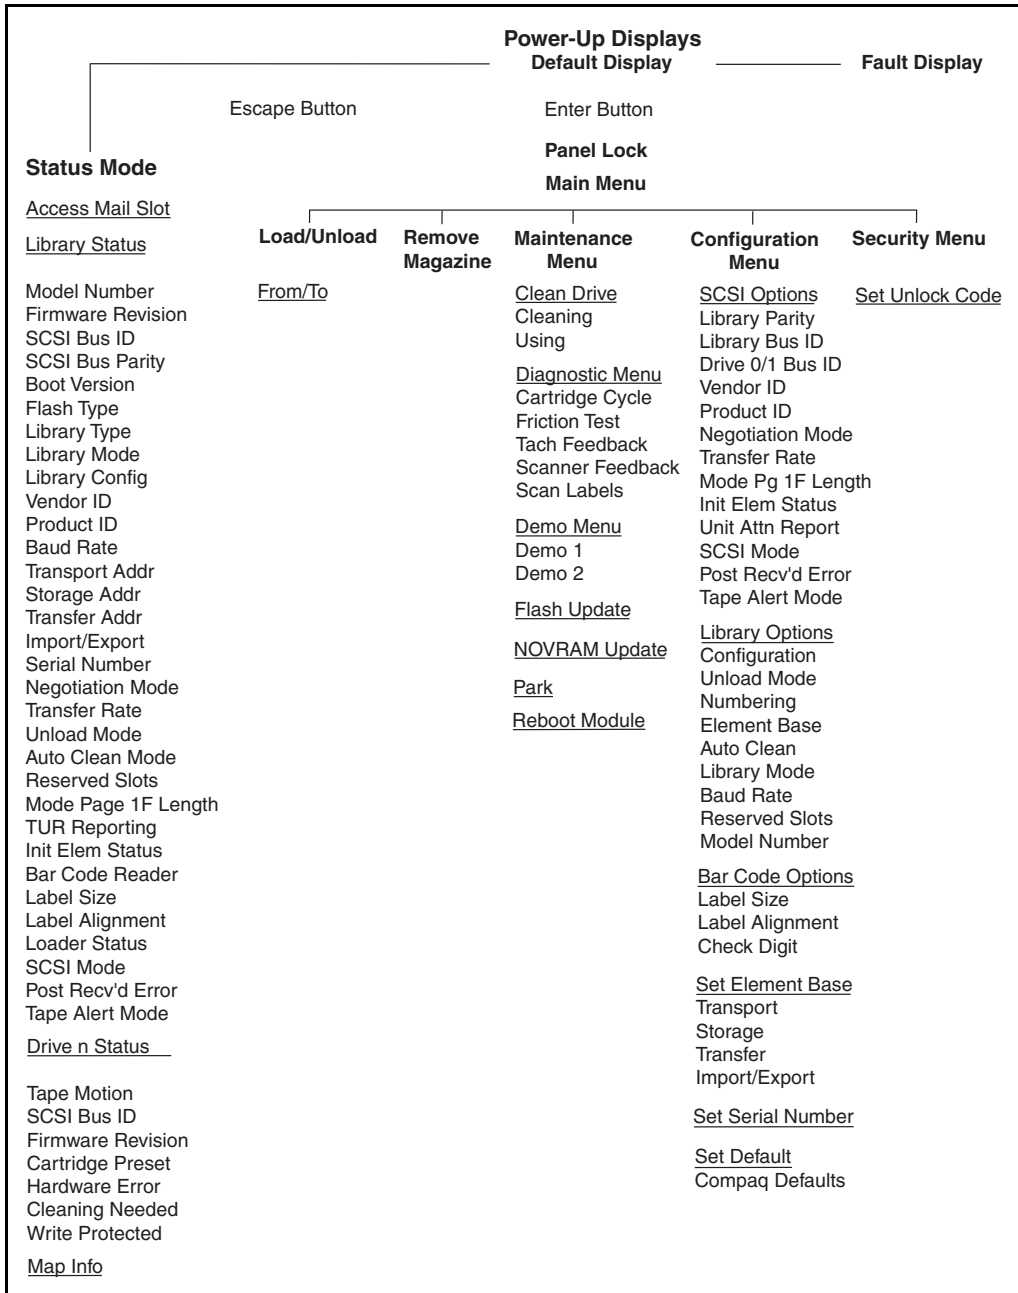 Power-Up Displays
Default Display
Fault Display
Escape Button
Enter Button
Panel Lock
Main Menu
Status Mode
Access Mail Slot
Library Status
Model Number
Firmware Revision
SCSI Bus ID
SCSI Bus Parity
Boot Version
Flash Type
Library Type
Library Mode
Library Config
Vendor ID
Product ID
Baud Rate
Transport Addr
Storage Addr
Transfer Addr
Import/Export
Serial Number
Negotiation Mode
Transfer Rate
Unload Mode
Auto Clean Mode
Reserved Slots
Mode Page 1F Length
TUR Reporting
Init Elem Status
Bar Code Reader
Label Size
Label Alignment
Loader Status
SCSI Mode
Post Recv'd Error
Tape Alert Mode
Drive n Status
Tape Motion
SCSI Bus ID
Firmware Revision
Cartridge Preset
Hardware Error
Cleaning Needed
Write Protected
Map Info
Load/Unload
From/To
Remove
Magazine
Maintenance
Menu
Clean Drive
Cleaning
Using
Diagnostic Menu
Cartridge Cycle
Friction Test
Tach Feedback
Scanner Feedback
Scan Labels
Demo Menu
Demo 1
Demo 2
Flash Update
NOVRAM Update
Park
Reboot Module
Configuration
Menu
SCSI Options
Library Parity
Library Bus ID
Drive 0/1 Bus ID
Vendor ID
Product ID
Negotiation Mode
Transfer Rate
Mode Pg 1F Length
Init Elem Status
Unit Attn Report
SCSI Mode
Post Recv'd Error
Tape Alert Mode
Library Options
Configuration
Unload Mode
Numbering
Element Base
Auto Clean
Library Mode
Baud Rate
Reserved Slots
Model Number
Bar Code Options
Label Size
Label Alignment
Check Digit
Set Element Base
Transport
Storage
Transfer
Import/Export
Set Serial Number
Set Default
Compaq Defaults
Security Menu
Set Unlock Code